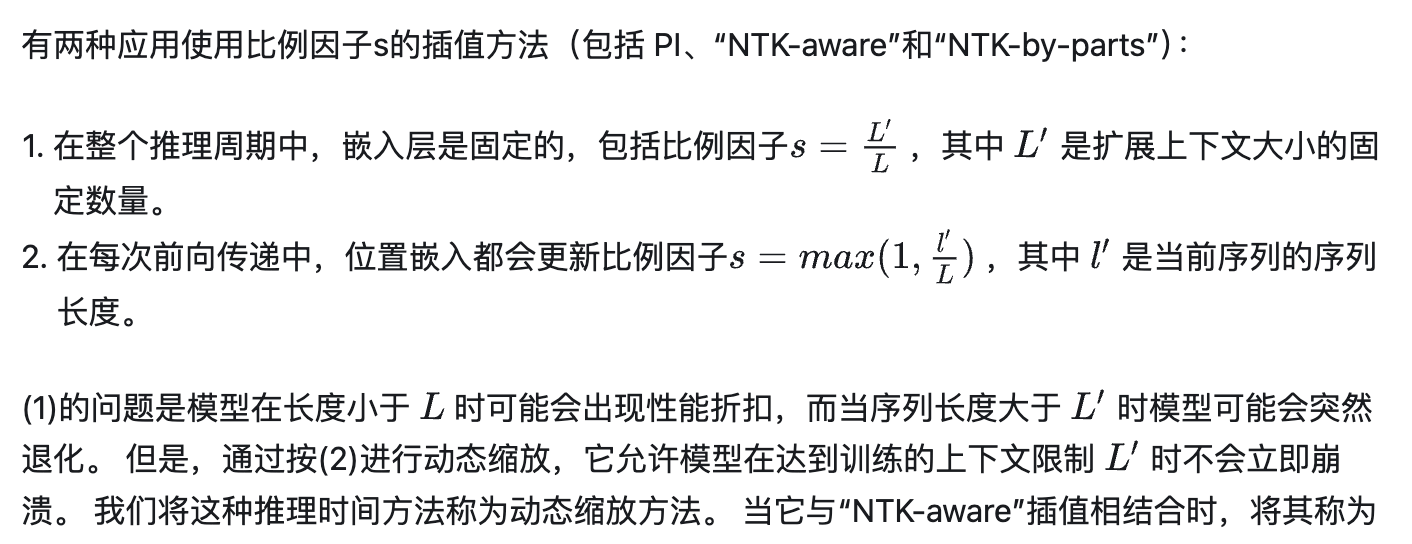 有两种应用使用比例因子s的插值方法（包括 PI、“NTK-aware”和“NTK-by-parts”）：
1. 在整个推理周期中，嵌入层是固定的，包括比例因子$s = \frac{L'}{L}$ ，其中 $L'$ 是扩展上下文大小的固
定数量。
2. 在每次前向传递中，位置嵌入都会更新比例因子$s = max(1, \frac{l'}{L})$ ，其中 $l'$ 是当前序列的序列
长度。
(1)的问题是模型在长度小于 $L$ 时可能会出现性能折扣，而当序列长度大于 $L'$ 时模型可能会突然
退化。 但是，通过按(2)进行动态缩放，它允许模型在达到训练的上下文限制 $L'$ 时不会立即崩
溃。 我们将这种推理时间方法称为动态缩放方法。 当它与“NTK-aware”插值相结合时，将其称为